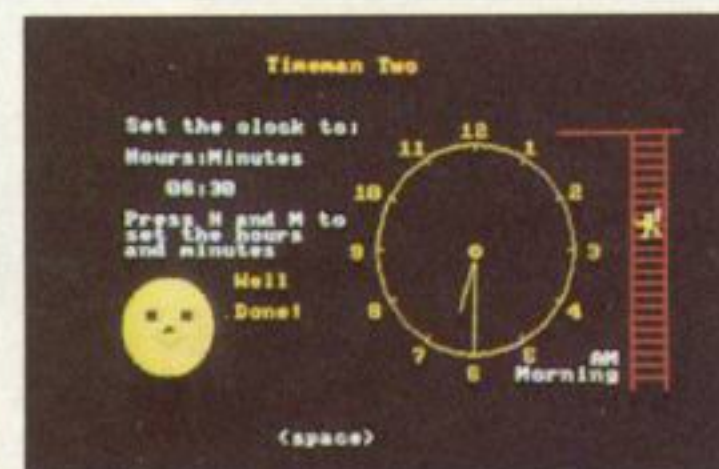 Timeman Two
Set the clock to:
Hours:Minutes
06:30
Press H and M to
set the hours
and minutes
Well
Done!
12
11
1
10
2
9
3
8
4
7
5
6
AM
Morning
<space>